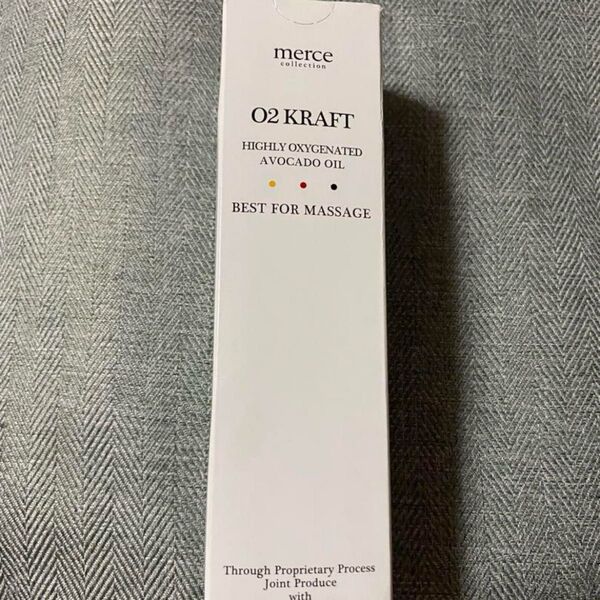 merce
collection
O2 KRAFT
HIGHLY OXYGENATED
AVOCADO OIL
BEST FOR MASSAGE
Through Proprietary Process
Joint Produce
with